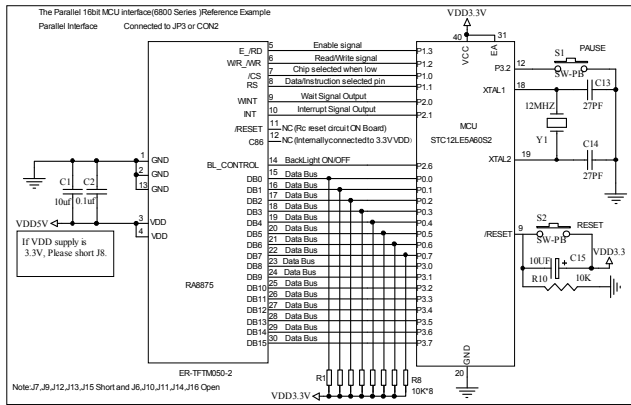 The Parallel 16bit MCU interface(6800 Series )Reference Example
Parallel Interface Connected to JP3 or CON2
VDD3.3V
40 31
VCC
EA
E_/RD 5 Enable signal P1.3
W/R_/WR 6 Read/Write signal P1.2
/CS 7 Chip selected when low P1.0
RS 8 Data/Instruction selected pin P1.1
WINT 9 Wait Signal Output P2.0
INT 10 Interrupt Signal Output P2.1
/RESET 11 NC (Rc reset circuit ON Board)
C86 12 NC (Internally connected to 3.3V VDD)
BL_CONTROL 14 BackLight ON/OFF P2.6
DB0 15 Data Bus P0.0
DB1 16 Data Bus P0.1
DB2 17 Data Bus P0.2
DB3 18 Data Bus P0.3
DB4 19 Data Bus P0.4
DB5 20 Data Bus P0.5
DB6 21 Data Bus P0.6
DB7 22 Data Bus P0.7
DB8 23 Data Bus P3.0
DB9 24 Data Bus P3.1
DB10 25 Data Bus P3.2
DB11 26 Data Bus P3.3
DB12 27 Data Bus P3.4
DB13 28 Data Bus P3.5
DB14 29 Data Bus P3.6
DB15 30 Data Bus P3.7
1 GND
2 GND
13 GND
C1 C2
10uf 0.1uf
VDD5V
3 VDD
4 VDD
If VDD supply is
3.3V, Please short J8.
RA8875
ER-TFTM050-2
MCU
STC12LE5A60S2
S1 PAUSE
P3.2 12 SW-PB
XTAL1 18
C13
27PF
12MHZ
Y1
C14
XTAL2 19
27PF
S2 RESET
/RESET 9 SW-PB
VDD3.3
10UF + C15
R10 10K
GND
20
R1 R8
10K*8
VDD3.3V
Note:J7,J9,J12,J13,J15 Short and J6,J10,J11,J14,J16 Open